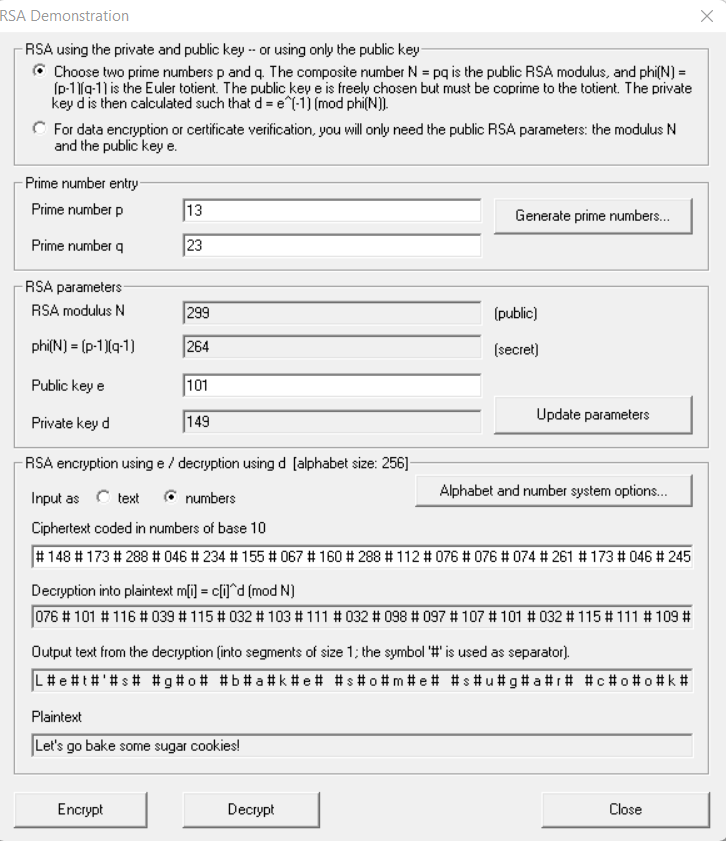 RSA Demonstration
RSA using the private and public key -- or using only the public key
Choose two prime numbers p and q. The composite number N = pq is the public RSA modulus, and phi(N) =
(p-1)(q-1) is the Euler totient. The public key e is freely chosen but must be coprime to the totient. The private
key d is then calculated such that d = e^(-1) (mod phi(N)).
For data encryption or certificate verification, you will only need the public RSA parameters: the modulus N
and the public key e.
Prime number entry
Prime number p
13
Generate prime numbers...
Prime number q
23
RSA parameters
RSA modulus N
299
(public)
phi(N) = (p-1)(q-1)
264
(secret)
Public key e
101
Private key d
149
Update parameters
RSA encryption using e / decryption using d [alphabet size: 256]
Input as
text
numbers
Alphabet and number system options...
Ciphertext coded in numbers of base 10
# 148 # 173 # 288 # 046 # 234 # 155 # 067 # 160 # 288 # 112 # 076 # 076 # 074 # 261 # 173 # 046 # 245
Decryption into plaintext m[i] = c[i]^d (mod N)
076 # 101 # 116 # 039 # 115 # 032 # 103 # 111 # 032 # 098 # 097 # 107 # 101 # 032 # 115 # 111 # 109 #
Output text from the decryption (into segments of size 1; the symbol '#' is used as separator).
L # e # t # ' # s #   # g # o #   # b # a # k # e #   # s # o # m # e #   # s # u # g # a # r #   # c # o # o # k #
Plaintext
Let's go bake some sugar cookies!
Encrypt
Decrypt
Close